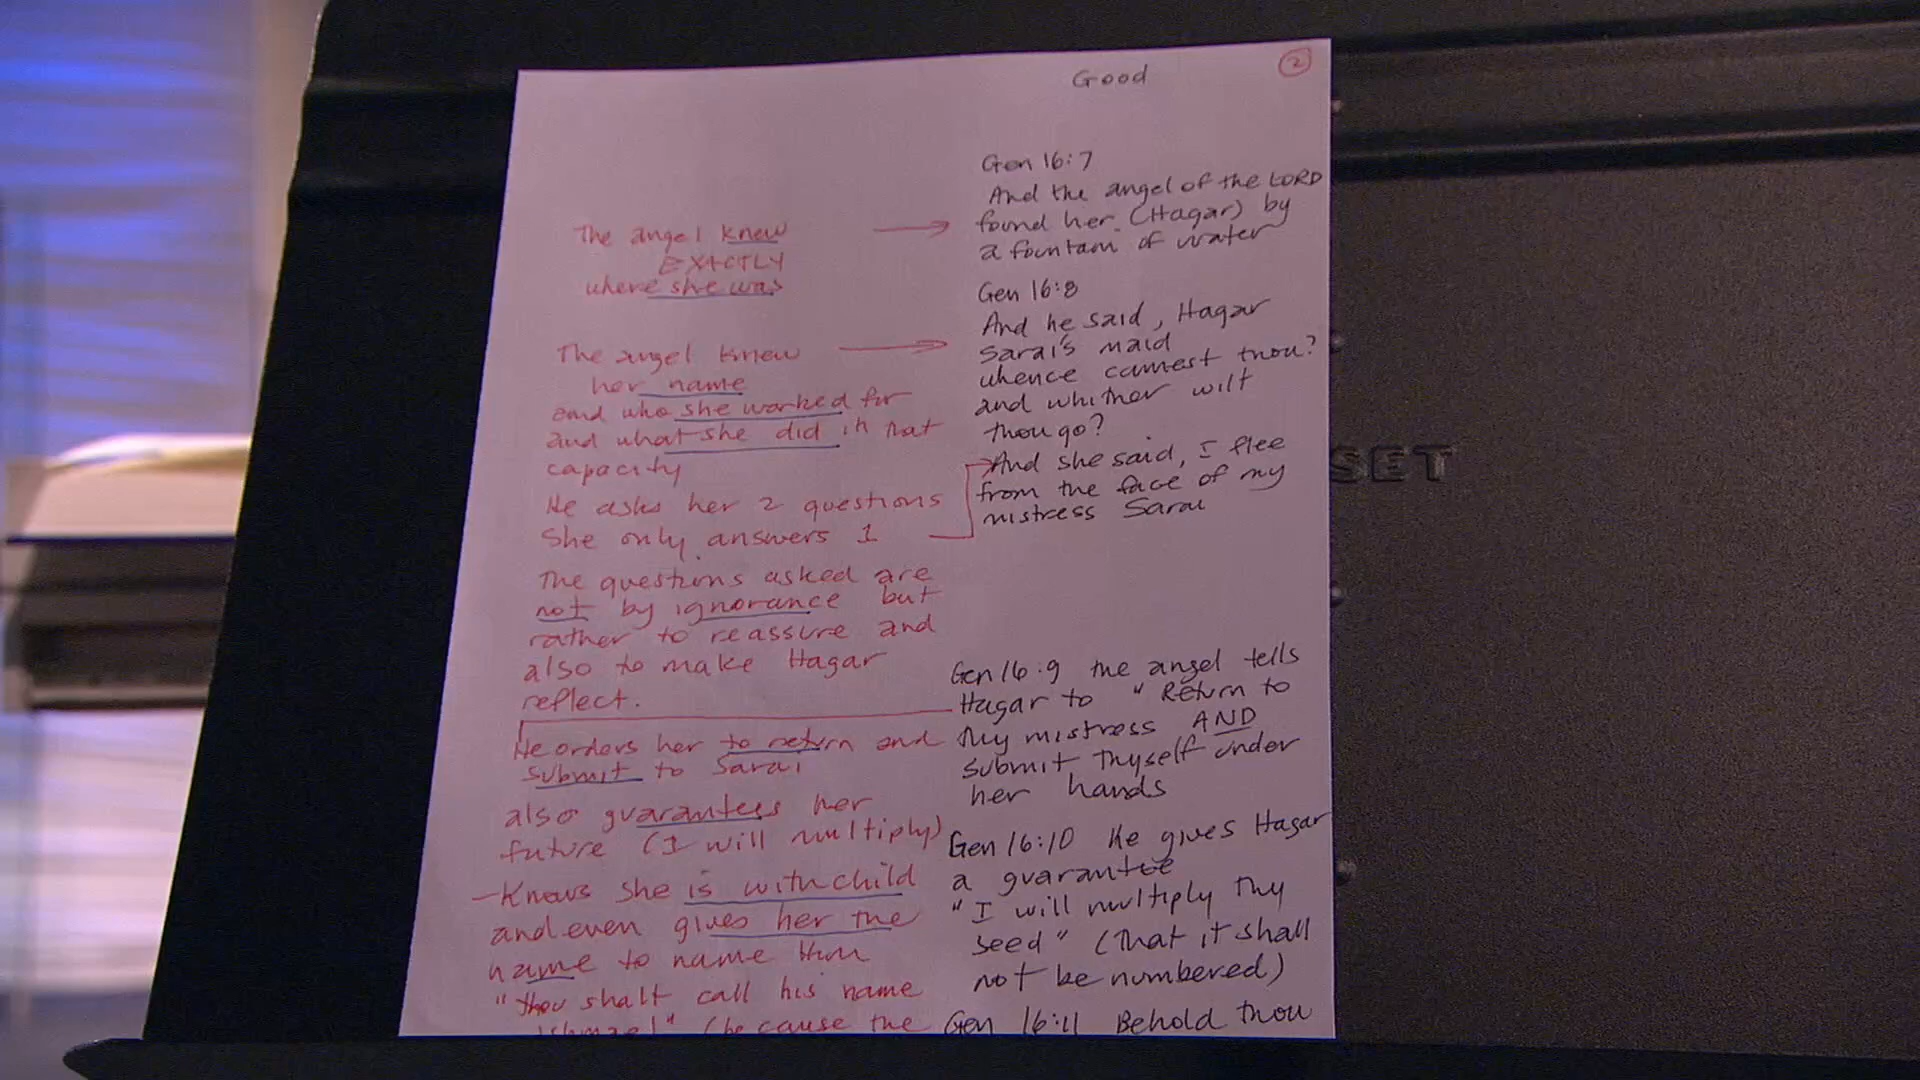 Good
2
Gen 16:7
And the angel of the LORD
found her (Hagar) by
a fountain of water
The angel knew
EXACTLY
where she was
Gen 16:8
And he said, Hagar
Sarai's maid
whence camest thou?
and whither wilt
thou go?
And she said, I flee
from the face of my
mistress Sarai
The angel knew
her name
and who she worked for
and what she did in that
capacity
He asks her 2 questions
She only answers 1
The questions asked are
not by ignorance but
rather to reassure and
also to make Hagar
reflect.
Gen 16:9 the angel tells
Hagar to " Return to
thy mistress AND
submit thyself under
her hands
He orders her to return and
submit to Sarai
also guarantees her
future (I will multiply)
Gen 16:10 He gives Hagar
a guarantee
"I will multiply thy
seed" (that it shall
not be numbered)
- Knows she is with child
and even gives her the
name to name him
"thou shalt call his name
Ishmael" (because the
Gen 16:11 Behold thou
SET